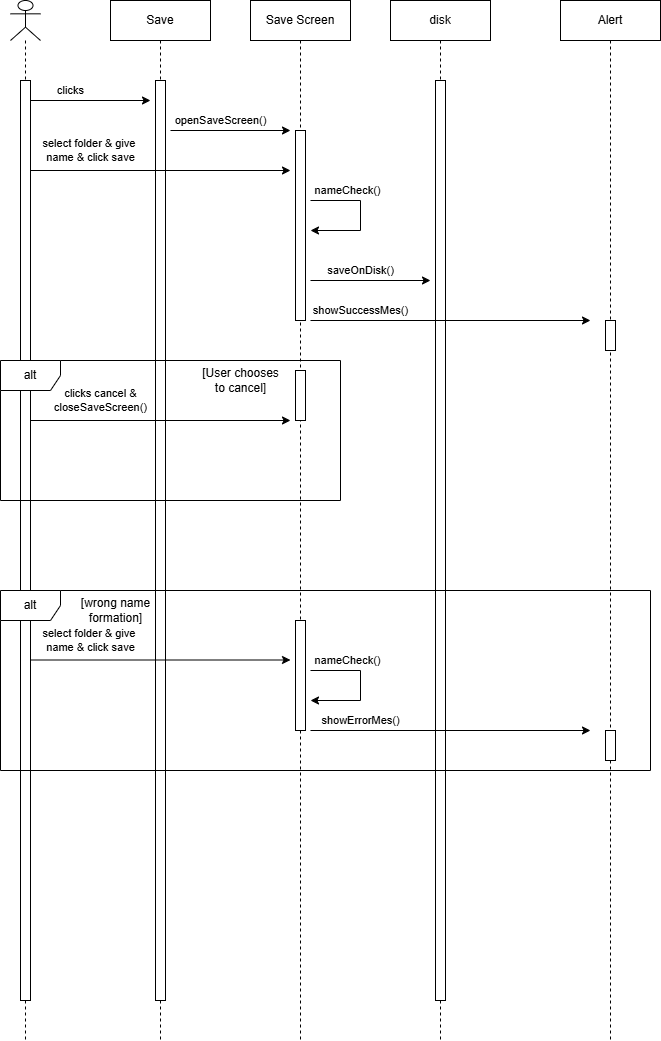 Save
Save Screen
disk
Alert
clicks
openSaveScreen()
select folder & give
name & click save
nameCheck()
saveOnDisk()
showSuccessMes()
alt
[User chooses
to cancel]
clicks cancel &
closeSaveScreen()
alt
[wrong name
formation]
select folder & give
name & click save
nameCheck()
showErrorMes()